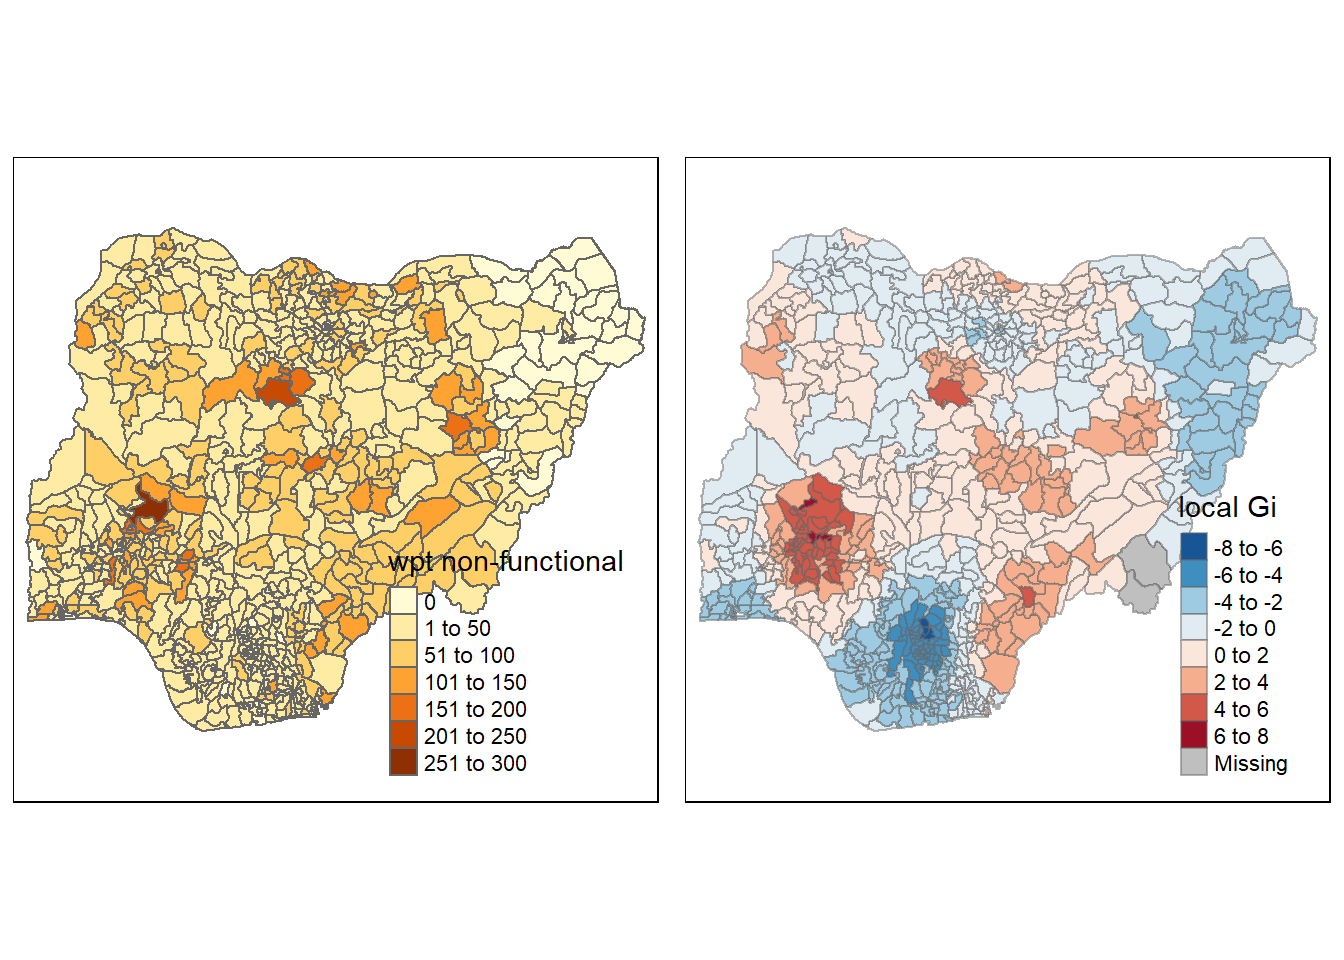 wpt non-functional
0
1 to 50
51 to 100
101 to 150
151 to 200
201 to 250
251 to 300
local Gi
-8 to -6
-6 to -4
-4 to -2
-2 to 0
0 to 2
2 to 4
4 to 6
6 to 8
Missing